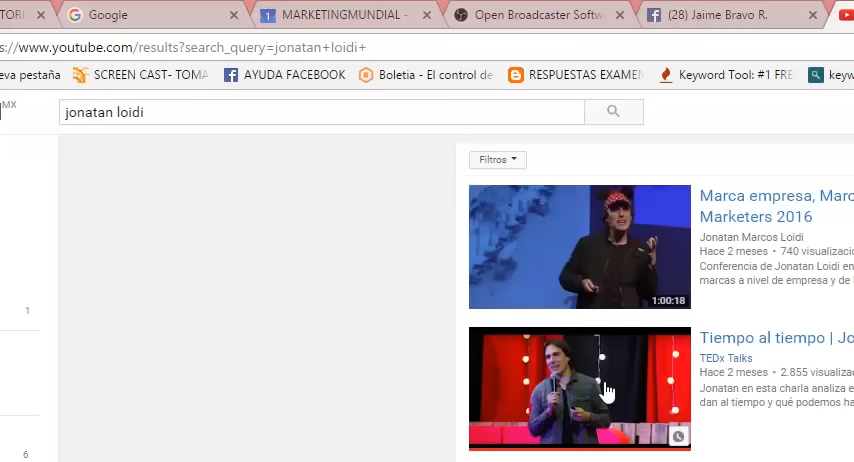 TORI
Google
MARKETINGMUNDIAL -
Open Broadcaster Softw
(28) Jaime Bravo R.
s://www.youtube.com/results?search_query=jonatan+loidi+
eva pestaña
SCREEN CAST- TOMA
AYUDA FACEBOOK
Boletia - El control de
RESPUESTAS EXAMEN
Keyword Tool: #1 FRE
keyw
MX
jonatan loidi
Filtros
Marca empresa, Marc
Marketers 2016
Jonatan Marcos Loidi
Hace 2 meses • 740 visualizacio
Conferencia de Jonatan Loidi en
marcas a nivel de empresa y de
1:00:18
1
Tiempo al tiempo | Jo
TEDx Talks
Hace 2 meses • 2.855 visualiza
Jonatan en esta charla analiza e
dan al tiempo y qué podemos ha
6